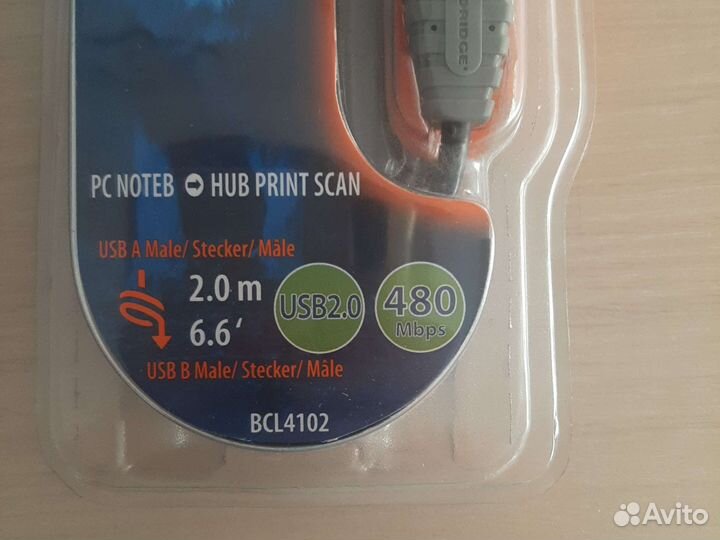 PC NOTEB ➲ HUB PRINT SCAN
USB A Male/ Stecker/ Mâle
2.0 m
6.6‘
USB2.0
480
Mbps
USB B Male/ Stecker/ Mâle
BCL4102
Avito